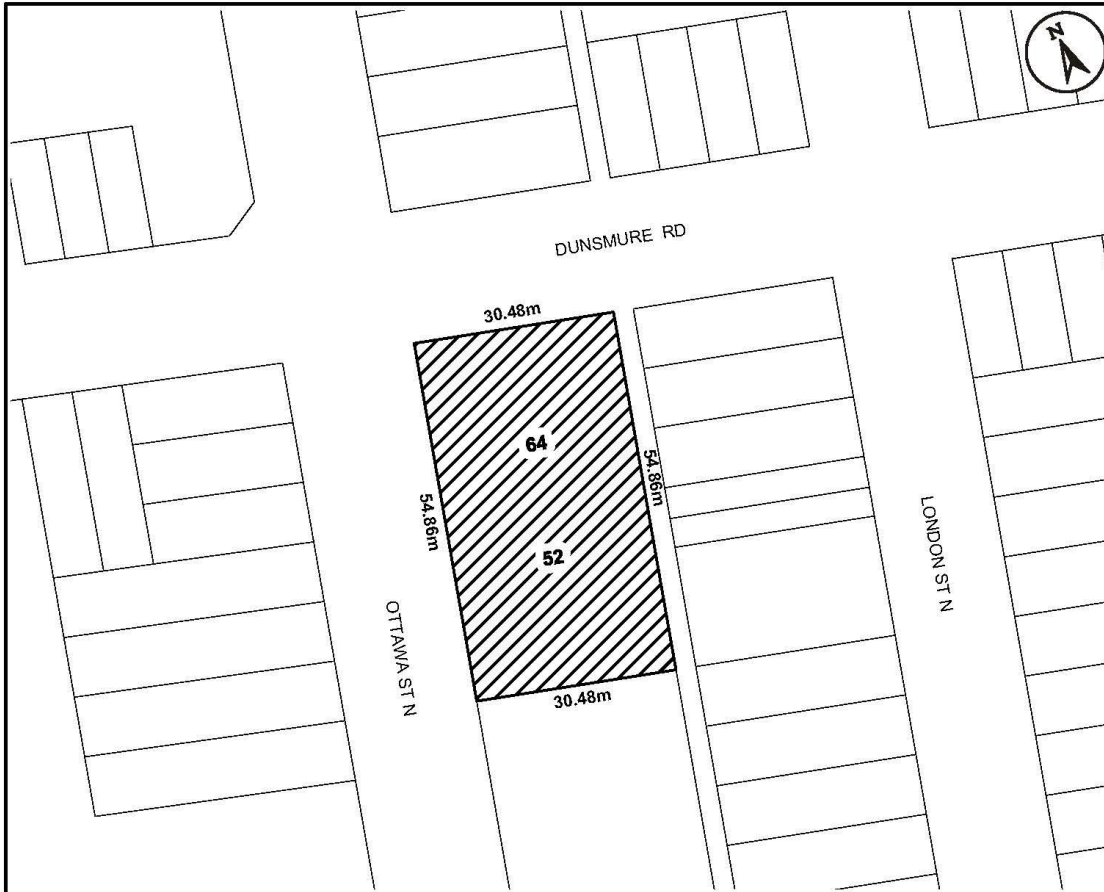 N
DUNSMURE RD
30.48m
64
54.86m
54.86m
52
LONDON ST N
OTTAWA ST N
30.48m